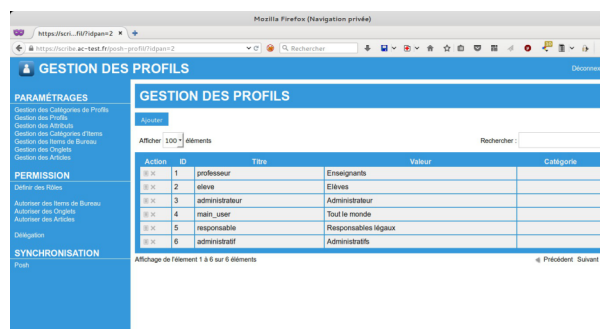 Mozilla Firefox (Navigation privée)
https://scri...fil/?idpan=2 × +
https://scribe.ac-test.fr/posh-profil/?idpan=2 Rechercher
GESTION DES PROFILS Déconnex
PARAMÉTRAGES
Gestion des Catégories de Profils
Gestion des Profils
Gestion des Attributs
Gestion des Catégories d'Items
Gestion des Items de Bureau
Gestion des Onglets
Gestion des Articles
PERMISSION
Définir des Rôles
Autoriser des Items de Bureau
Autoriser des Onglets
Autoriser des Articles
Délégation
SYNCHRONISATION
Posh
GESTION DES PROFILS
Ajouter
Afficher 100 éléments Rechercher :
Action ID Titre Valeur Catégorie
1 professeur Enseignants
2 eleve Elèves
3 administrateur Administrateur
4 main_user Tout le monde
5 responsable Responsables légaux
6 administratif Administratifs
Affichage de l'élement 1 à 6 sur 6 éléments Précédent Suivant